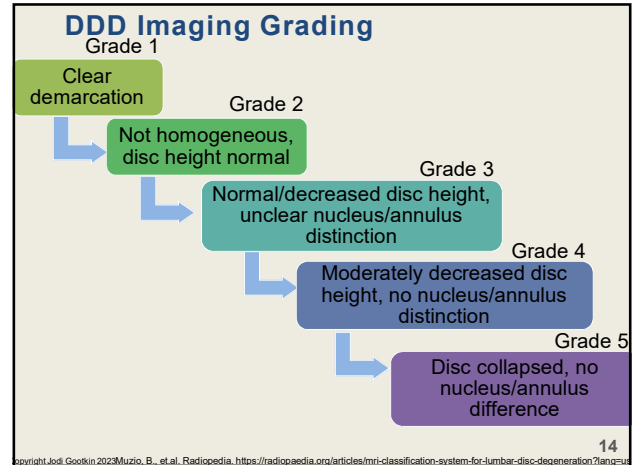 DDD Imaging Grading
Grade 1
Clear
demarcation
Grade 2
Not homogeneous,
disc height normal
Grade 3
Normal/decreased disc height,
unclear nucleus/annulus
distinction
Grade 4
Moderately decreased disc
height, no nucleus/annulus
distinction
Grade 5
Disc collapsed, no
nucleus/annulus
difference
14
opyright Jodi Gootkin 2023Muzio, B., et.al. Radiopedia. https://radiopaedia.org/articles/mri-classification-system-for-lumbar-disc-degeneration?lang=us